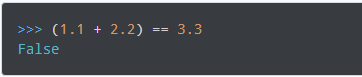 >>> (1.1 + 2.2) == 3.3
False